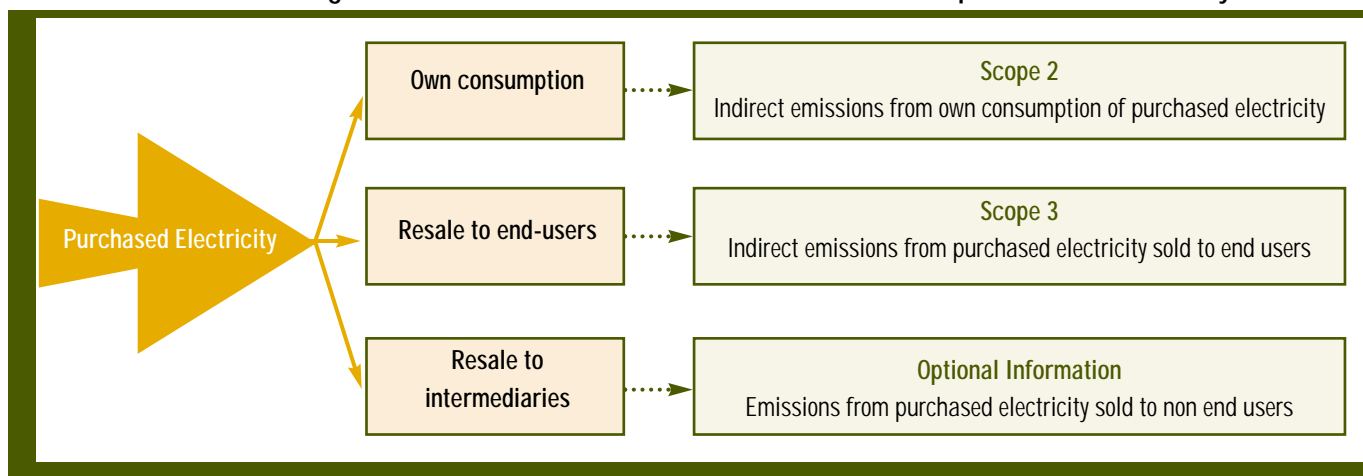 Purchased Electricity
Own consumption
Scope 2
Indirect emissions from own consumption of purchased electricity
Resale to end-users
Scope 3
Indirect emissions from purchased electricity sold to end users
Resale to
intermediaries
Optional Information
Emissions from purchased electricity sold to non end users